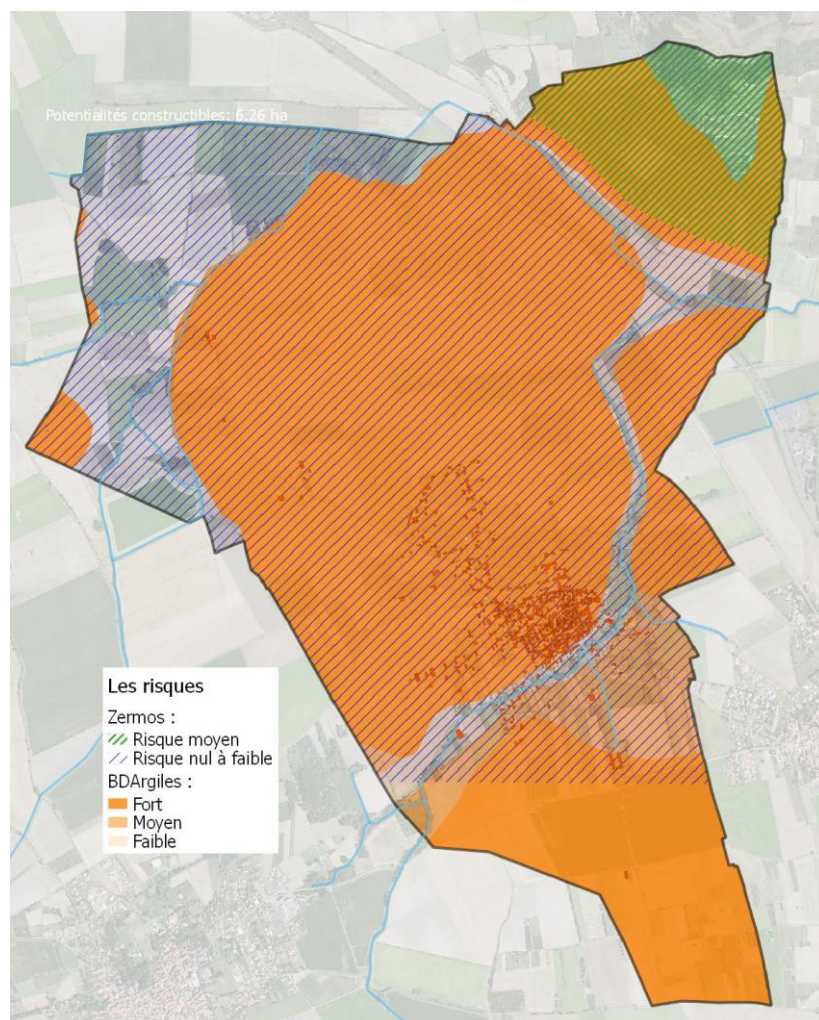 Potentialités constructibles: 6.26 ha
Les risques
Zermos :
Risque moyen
Risque nul à faible
BDArgiles :
Fort
Moyen
Faible